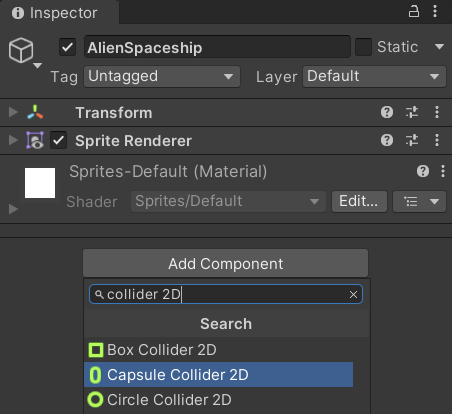 Inspector
AlienSpaceship Static
Tag Untagged Layer Default
Transform
Sprite Renderer
Sprites-Default (Material)
Shader Sprites/Default Edit...
Add Component
collider 2D
Search
Box Collider 2D
Capsule Collider 2D
Circle Collider 2D